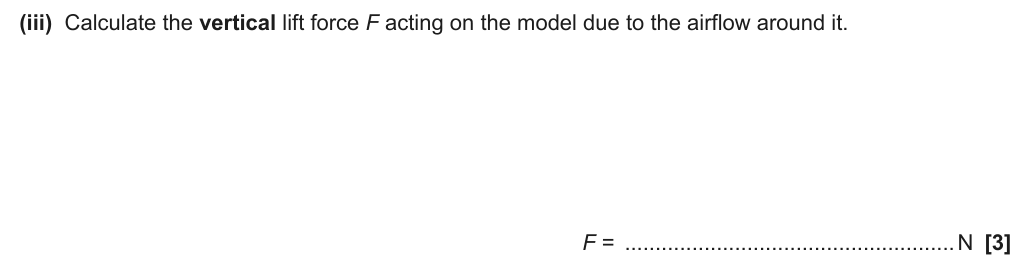 (iii) Calculate the vertical lift force F acting on the model due to the airflow around it.
F = ...................................................... N [3]